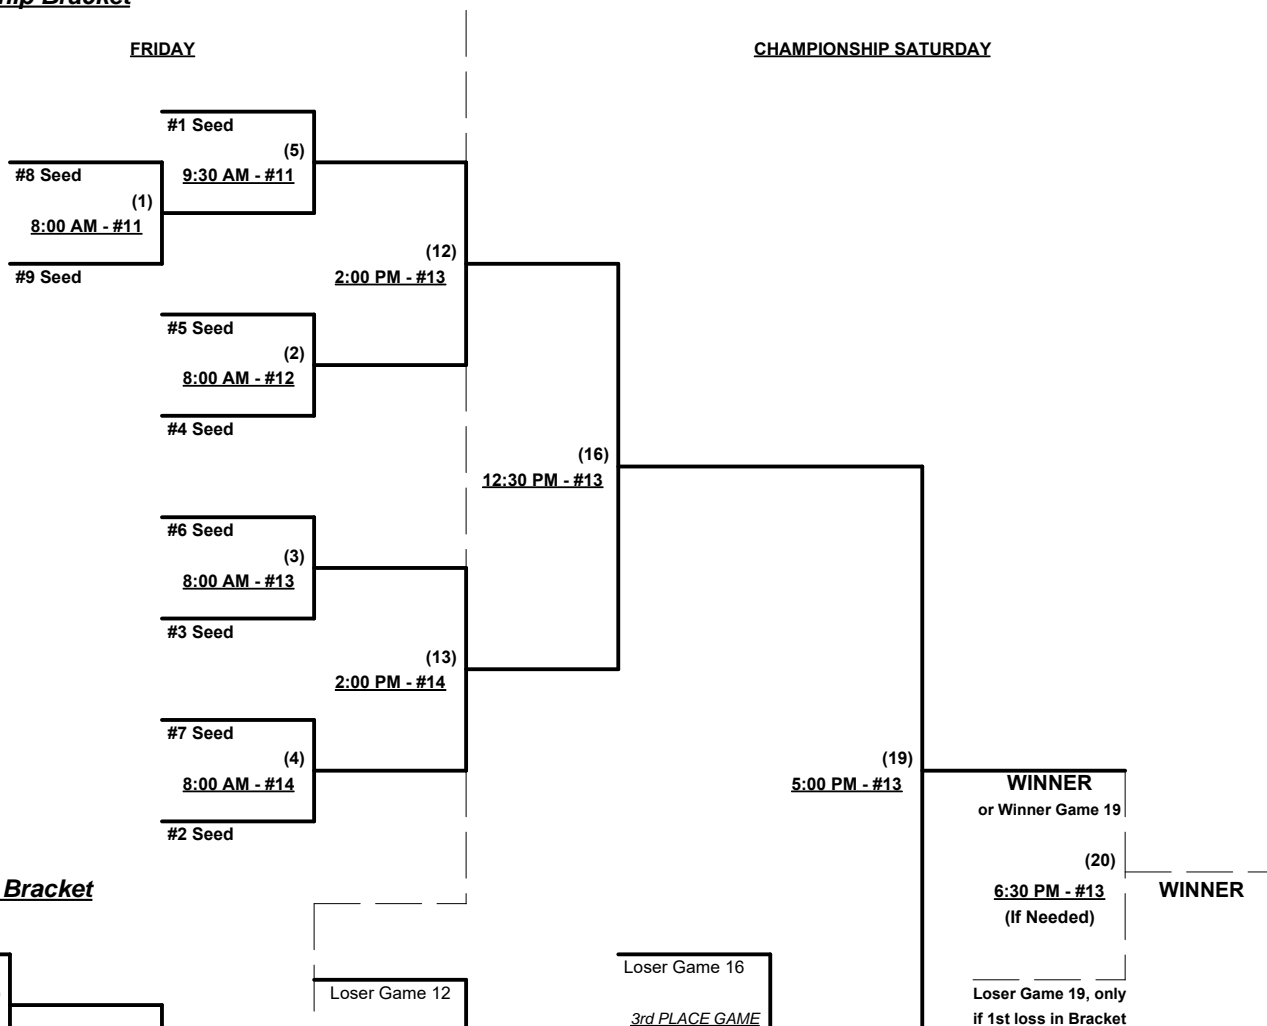 Bracket
FRIDAY
CHAMPIONSHIP SATURDAY
#1 Seed
(5)
9:30 AM - #11
#8 Seed
(1)
8:00 AM - #11
#9 Seed
(12)
2:00 PM - #13
#5 Seed
(2)
8:00 AM - #12
#4 Seed
(16)
12:30 PM - #13
#6 Seed
(3)
8:00 AM - #13
#3 Seed
(13)
2:00 PM - #14
#7 Seed
(4)
8:00 AM - #14
#2 Seed
(19)
5:00 PM - #13
WINNER
or Winner Game 19
(20)
6:30 PM - #13
(If Needed)
WINNER
Bracket
Loser Game 16
Loser Game 12
3rd PLACE GAME
Loser Game 19, only
if 1st loss in Bracket